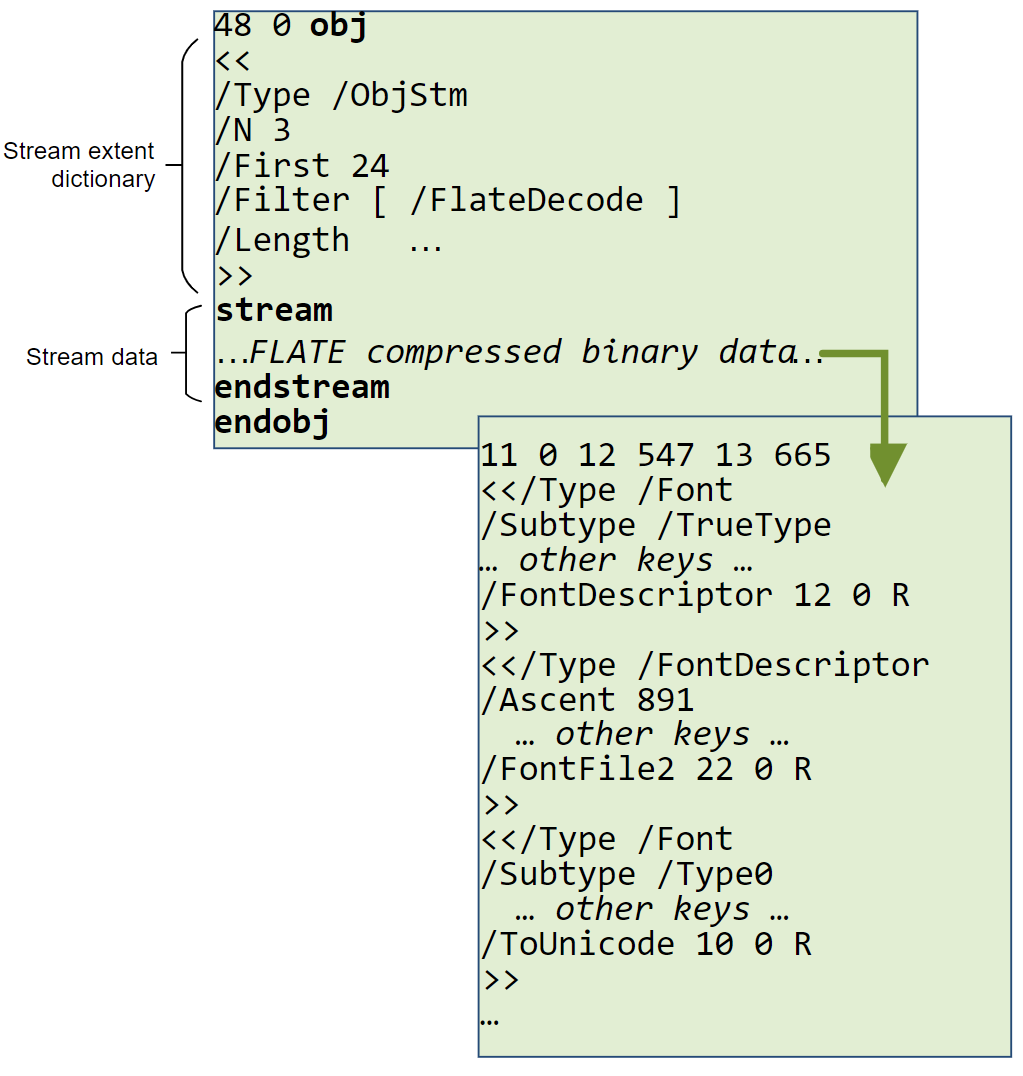 48 0 obj
<<
/Type /ObjStm
/N 3
/First 24
/Filter [ /FlateDecode ]
/Length …
>>
stream
…FLATE compressed binary data…
endstream
endobj
Stream extent
dictionary
Stream data
11 0 12 547 13 665
<</Type /Font
/Subtype /TrueType
… other keys …
/FontDescriptor 12 0 R
>>
<</Type /FontDescriptor
/Ascent 891
… other keys …
/FontFile2 22 0 R
>>
<</Type /Font
/Subtype /Type0
… other keys …
/ToUnicode 10 0 R
>>
…